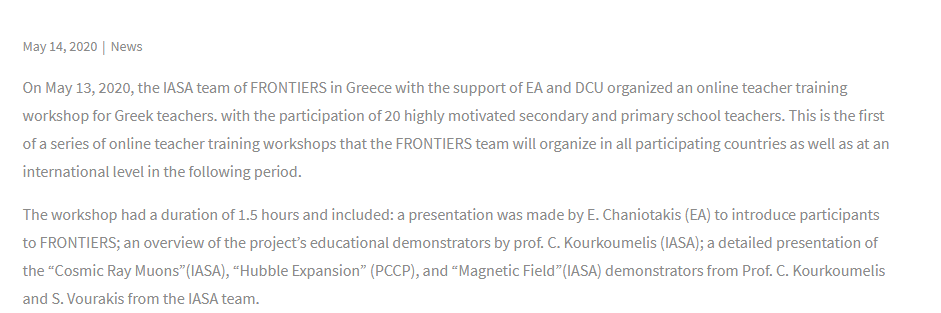 May 14, 2020 | News
On May 13, 2020, the IASA team of FRONTIERS in Greece with the support of EA and DCU organized an online teacher training
workshop for Greek teachers. with the participation of 20 highly motivated secondary and primary school teachers. This is the first
of a series of online teacher training workshops that the FRONTIERS team will organize in all participating countries as well as at an
international level in the following period.
The workshop had a duration of 1.5 hours and included: a presentation was made by E. Chaniotakis (EA) to introduce participants
to FRONTIERS; an overview of the project’s educational demonstrators by prof. C. Kourkoumelis (IASA); a detailed presentation of
the “Cosmic Ray Muons”(IASA), “Hubble Expansion” (PCCP), and “Magnetic Field”(IASA) demonstrators from Prof. C. Kourkoumelis
and S. Vourakis from the IASA team.